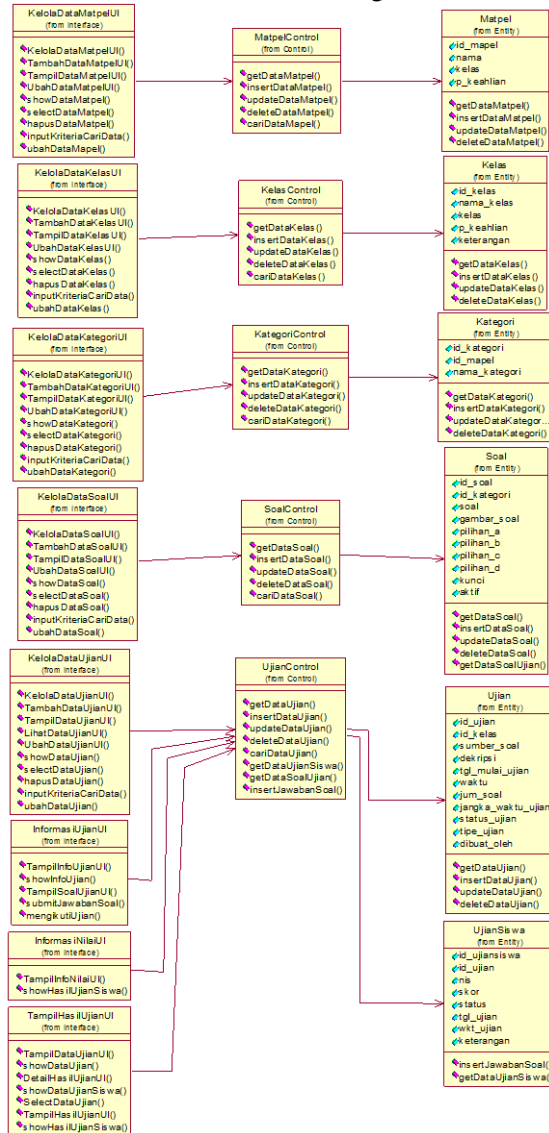 KelolaDataMatpelUI
(from Interface)
KelolaDataMatpelUI()
TambahDataMatpelUI()
TampilDataMatpelUI()
UbahDataMatpelUI()
showDataMapel()
selectDataMapel()
hapusDataMatpel()
inputKriteriaCariData()
ubahDataMapel()
MatpelControl
(from Control)
getDataMatpel()
insertDataMatpel()
updateDataMatpel()
deleteDataMatpel()
cariDataMapel()
Matpel
(from Entity)
id_mapel
nama
kelas
p_keahlian
getDataMatpel()
insertDataMatpel()
updateDataMatpel()
deleteDataMatpel()
KelolaDataKelasUI
(from Interface)
KelolaDataKelasUI()
TambahDataKelasUI()
TampilDataKelasUI()
UbahDataKelasUI()
showDataKelas()
selectDataKelas()
hapusDataKelas()
inputKriteriaCariData()
ubahDataKelas()
KelasControl
(from Control)
getDataKelas()
insertDataKelas()
updateDataKelas()
deleteDataKelas()
cariDataKelas()
Kelas
(from Entity)
id_kelas
nama_kelas
kelas
p_keahlian
keterangan
getDataKelas()
insertDataKelas()
updateDataKelas()
deleteDataKelas()
KelolaDataKategoriUI
(from Interface)
KelolaDataKategoriUI()
TambahDataKategoriUI()
TampilDataKategoriUI()
UbahDataKategoriUI()
showDataKategori()
selectDataKategori()
hapusDataKategori()
inputKriteriaCariData()
ubahDataKategori()
KategoriControl
(from Control)
getDataKategori()
insertDataKategori()
updateDataKategori()
deleteDataKategori()
cariDataKategori()
Kategori
(from Entity)
id_kategori
id_mapel
nama_kategori
getDataKategori()
insertDataKategori()
updateDataKategor...
deleteDataKategori()
KelolaDataSoalUI
(from Interface)
KelolaDataSoalUI()
TambahDataSoalUI()
TampilDataSoalUI()
UbahDataSoalUI()
showDataSoal()
selectDataSoal()
hapusDataSoal()
inputKriteriaCariData()
ubahDataSoal()
SoalControl
(from Control)
getDataSoal()
insertDataSoal()
updateDataSoal()
deleteDataSoal()
cariDataSoal()
Soal
(from Entity)
id_soal
id_kategori
soal
gambar_soal
pilihan_a
pilihan_b
pilihan_c
pilihan_d
kunci
aktif
getDataSoal()
insertDataSoal()
updateDataSoal()
deleteDataSoal()
getDataSoalUjian()
KelolaDataUjianUI
(from Interface)
KelolaDataUjianUI()
TambahDataUjianUI()
TampilDataUjianUI()
LihatDataUjianUI()
UbahDataUjianUI()
showDataUjian()
selectDataUjian()
hapusDataUjian()
inputKriteriaCariData()
ubahDataUjian()
UjianControl
(from Control)
getDataUjian()
insertDataUjian()
updateDataUjian()
deleteDataUjian()
cariDataUjian()
getDataUjianSiswa()
getDataSoalUjian()
insertJawabanSoal()
Ujian
(from Entity)
id_ujian
id_kelas
sumber_soal
dekripsi
tgl_mulai_ujian
waktu
jum_soal
jangka_waktu_ujian
status_ujian
tipe_ujian
dibuat_oleh
getDataUjian()
insertDataUjian()
updateDataUjian()
deleteDataUjian()
InformasiUjianUI
(from Interface)
TampilInfoUjianUI()
showInfoUjian()
TampilSoalUjianUI()
submitJawabanSoal()
mengikutiUjian()
InformasiNilaiUI
(from Interface)
TampilInfoNilaiUI()
showHasilUjianSiswa()
UjianSiswa
(from Entity)
id_ujiansiswa
id_ujian
nis
skor
status
tgl_ujian
wkt_ujian
keterangan
insertJawabanSoal()
getDataUjianSiswa()
TampilHasilUjianUI
(from Interface)
TampilDataUjianUI()
showDataUjian()
DetailHasilUjianUI()
showDataUjianSiswa()
SelectDataUjian()
TampilHasilUjianUI()
showHasilUjianSiswa()